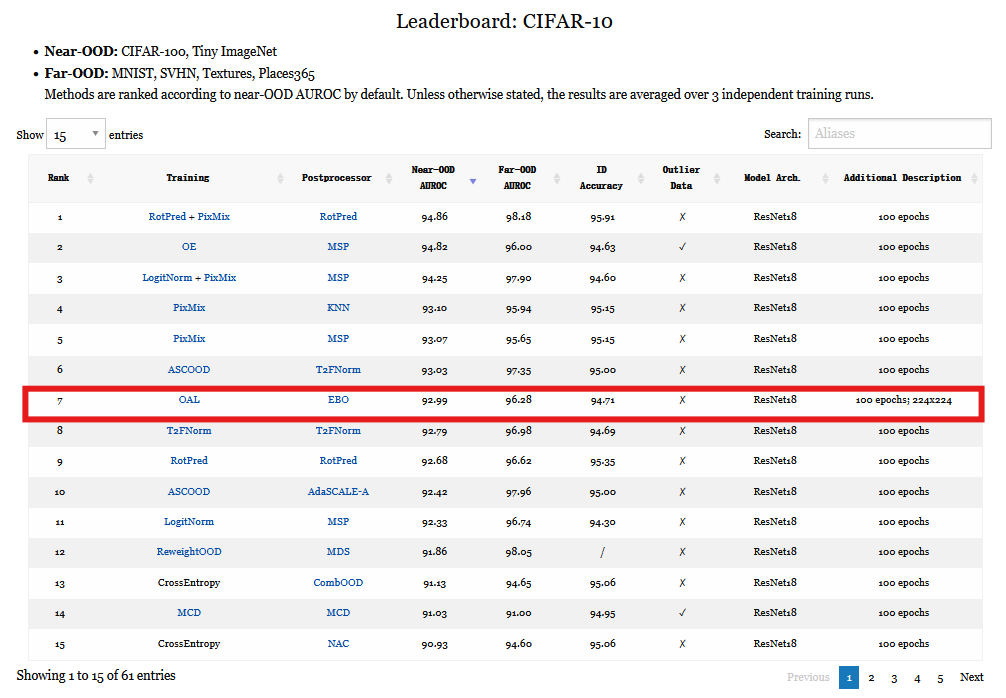 Leaderboard: CIFAR-10
• Near-OOD: CIFAR-100, Tiny ImageNet
• Far-OOD: MNIST, SVHN, Textures, Places365
Methods are ranked according to near-OOD AUROC by default. Unless otherwise stated, the results are averaged over 3 independent training runs.
Show 15 entries Search: Aliases
Rank Training Postprocessor Near-OOD AUROC Far-OOD AUROC ID Accuracy Outlier Data Model Arch. Additional Description
1 RotPred + PixMix RotPred 94.86 98.18 95.91 ✗ ResNet18 100 epochs
2 OE MSP 94.82 96.00 94.63 ✓ ResNet18 100 epochs
3 LogitNorm + PixMix MSP 94.25 97.90 94.60 ✗ ResNet18 100 epochs
4 PixMix KNN 93.10 95.94 95.15 ✗ ResNet18 100 epochs
5 PixMix MSP 93.07 95.65 95.15 ✗ ResNet18 100 epochs
6 ASCOOD T2FNorm 93.03 97.35 95.00 ✗ ResNet18 100 epochs
7 OAL EBO 92.99 96.28 94.71 ✗ ResNet18 100 epochs; 224x224
8 T2FNorm T2FNorm 92.79 96.98 94.69 ✗ ResNet18 100 epochs
9 RotPred RotPred 92.68 96.62 95.35 ✗ ResNet18 100 epochs
10 ASCOOD AdaSCALE-A 92.42 97.96 95.00 ✗ ResNet18 100 epochs
11 LogitNorm MSP 92.33 96.74 94.30 ✗ ResNet18 100 epochs
12 ReweightOOD MDS 91.86 98.05 / ✗ ResNet18 100 epochs
13 CrossEntropy CombOOD 91.13 94.65 95.06 ✗ ResNet18 100 epochs
14 MCD MCD 91.03 91.00 94.95 ✓ ResNet18 100 epochs
15 CrossEntropy NAC 90.93 94.60 95.06 ✗ ResNet18 100 epochs
Showing 1 to 15 of 61 entries Previous 1 2 3 4 5 Next